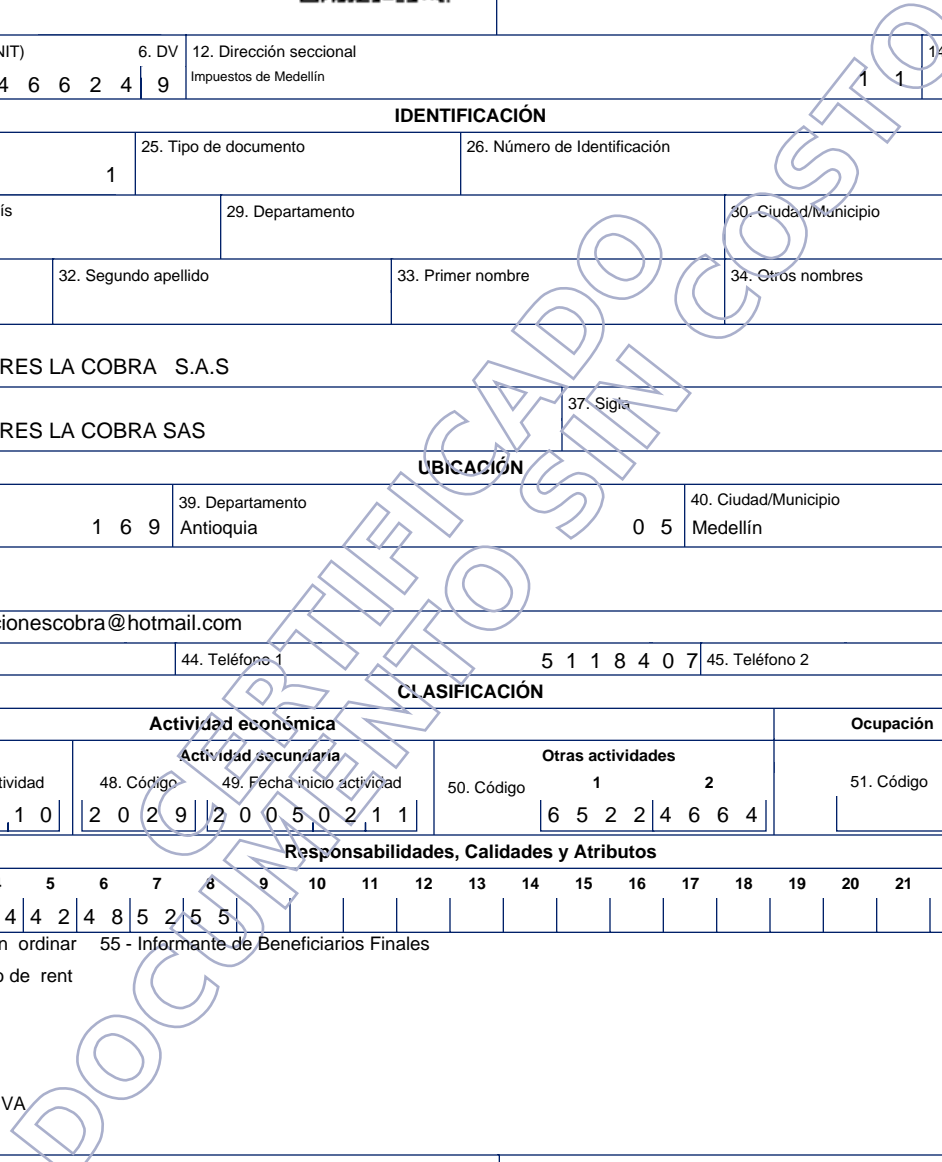 NIT) 6. DV 12. Dirección seccional 14
4 6 6 2 4 9 Impuestos de Medellín 1 1
IDENTIFICACIÓN
25. Tipo de documento 26. Número de Identificación
1
ís 29. Departamento 30. Ciudad/Municipio
32. Segundo apellido 33. Primer nombre 34. Otros nombres
RES LA COBRA S.A.S
37. Sigla
RES LA COBRA SAS
UBICACIÓN
39. Departamento 40. Ciudad/Municipio
1 6 9 Antioquia 0 5 Medellín
cionescobra@hotmail.com
44. Teléfono 1 5 1 1 8 4 0 7 45. Teléfono 2
CLASIFICACIÓN
Actividad económica Ocupación
Actividad secundaria Otras actividades
tividad 48. Código 49. Fecha inicio actividad 50. Código 1 2 51. Código
1 0 2 0 2 9 2 0 0 5 0 2 1 1 6 5 2 2 4 6 6 4
Responsabilidades, Calidades y Atributos
5 6 7 8 9 10 11 12 13 14 15 16 17 18 19 20 21
4 4 2 4 8 5 2 5 5
n ordinar 55 - Informante de Beneficiarios Finales
o de rent
VA
CERTIFICADO
DOCUMENTO SIN COSTO